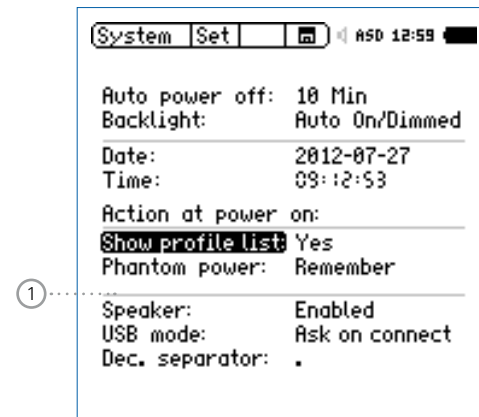 System Set ASD 12:59
Auto power off: 10 Min
Backlight: Auto On/Dimmed
Date: 2012-07-27
Time: 09:12:53
Action at power on:
Show profile list: Yes
Phantom power: Remember
1
Speaker: Enabled
USB mode: Ask on connect
Dec. separator: .